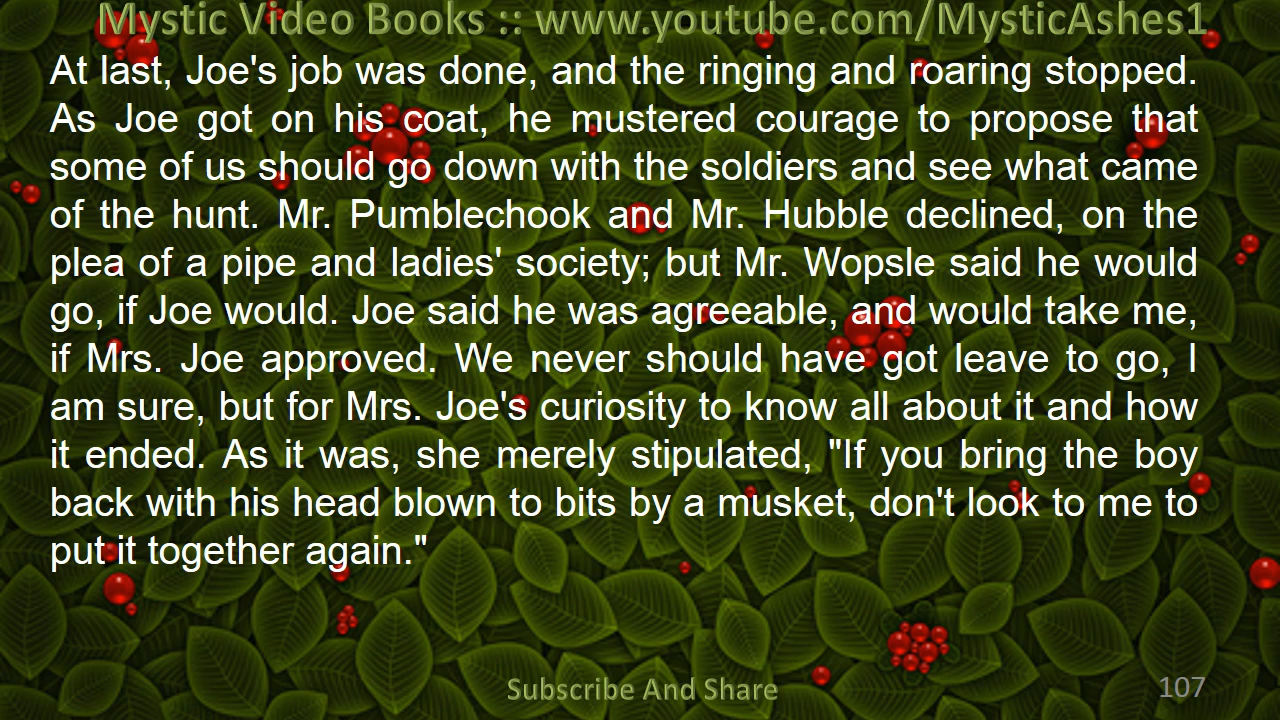 Mystic Video Books :: www.youtube.com/MysticAshes1
At last, Joe's job was done, and the ringing and roaring stopped.
As Joe got on his coat, he mustered courage to propose that
some of us should go down with the soldiers and see what came
of the hunt. Mr. Pumblechook and Mr. Hubble declined, on the
plea of a pipe and ladies' society; but Mr. Wopsle said he would
go, if Joe would. Joe said he was agreeable, and would take me,
if Mrs. Joe approved. We never should have got leave to go, I
am sure, but for Mrs. Joe's curiosity to know all about it and how
it ended. As it was, she merely stipulated, "If you bring the boy
back with his head blown to bits by a musket, don't look to me to
put it together again."
Subscribe And Share
107